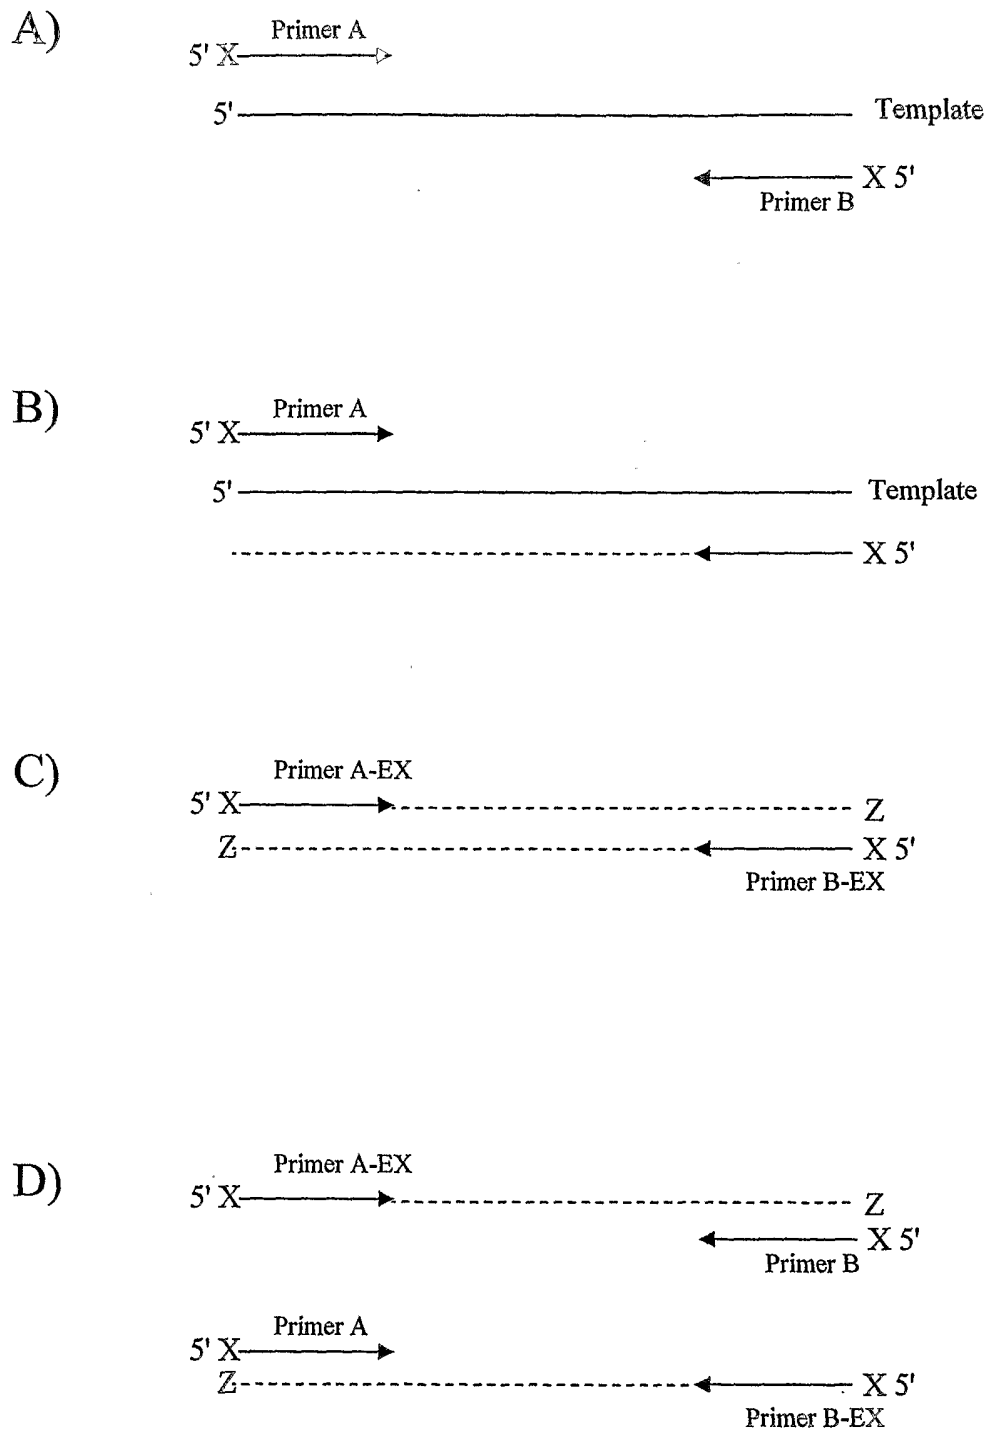 A)
Primer A
5' X
5'
Template
X 5'
Primer B
B)
Primer A
5' X
5'
Template
X 5'
C)
Primer A-EX
5' X
Z
Z
X 5'
Primer B-EX
D)
Primer A-EX
5' X
Z
X 5'
Primer B
Primer A
5' X
Z
X 5'
Primer B-EX